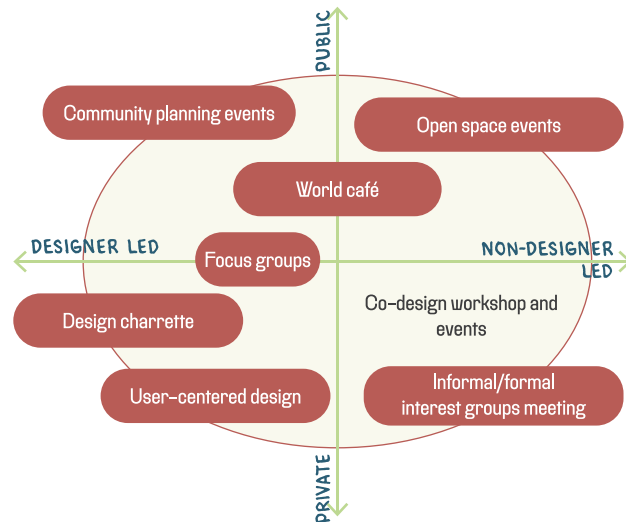 PUBLIC
Community planning events
Open space events
World café
DESIGNER LED
NON-DESIGNER
LED
Focus groups
Co-design workshop and
events
Design charrette
User-centered design
Informal/formal
interest groups meeting
PRIVATE